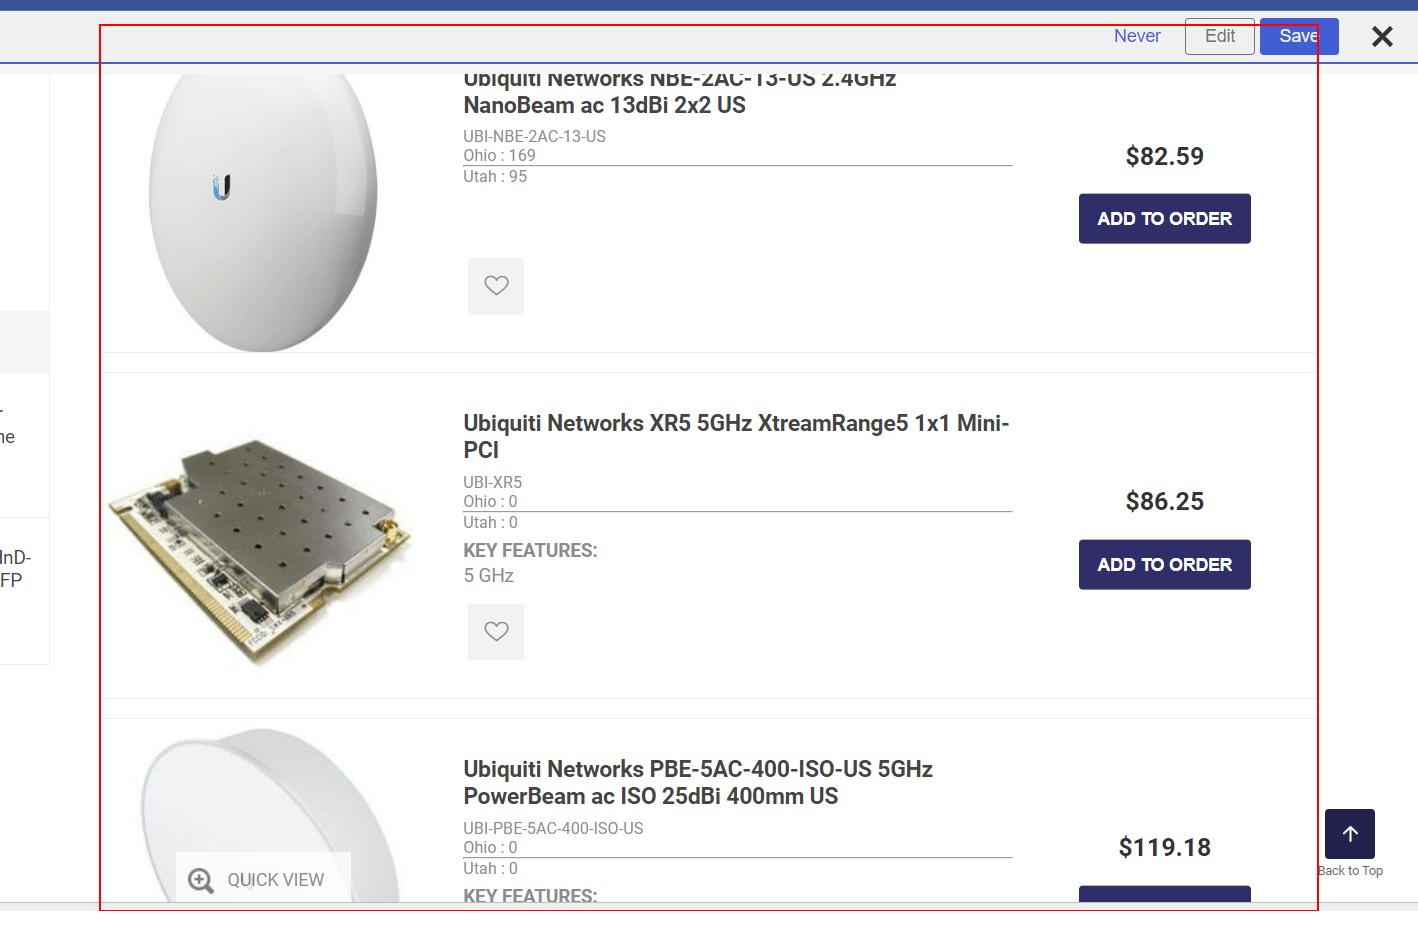 Never
Edit
Save
Ubiquiti Networks NBE-2AC-13-US 2.4GHz
NanoBeam ac 13dBi 2x2 US
UBI-NBE-2AC-13-US
Ohio : 169
Utah : 95
$82.59
ADD TO ORDER
Ubiquiti Networks XR5 5GHz XtreamRange5 1x1 Mini-
PCI
UBI-XR5
Ohio : 0
Utah : 0
KEY FEATURES:
5 GHz
$86.25
ADD TO ORDER
Ubiquiti Networks PBE-5AC-400-ISO-US 5GHz
PowerBeam ac ISO 25dBi 400mm US
UBI-PBE-5AC-400-ISO-US
Ohio : 0
Utah : 0
KEY FEATURES:
$119.18
QUICK VIEW
Back to Top